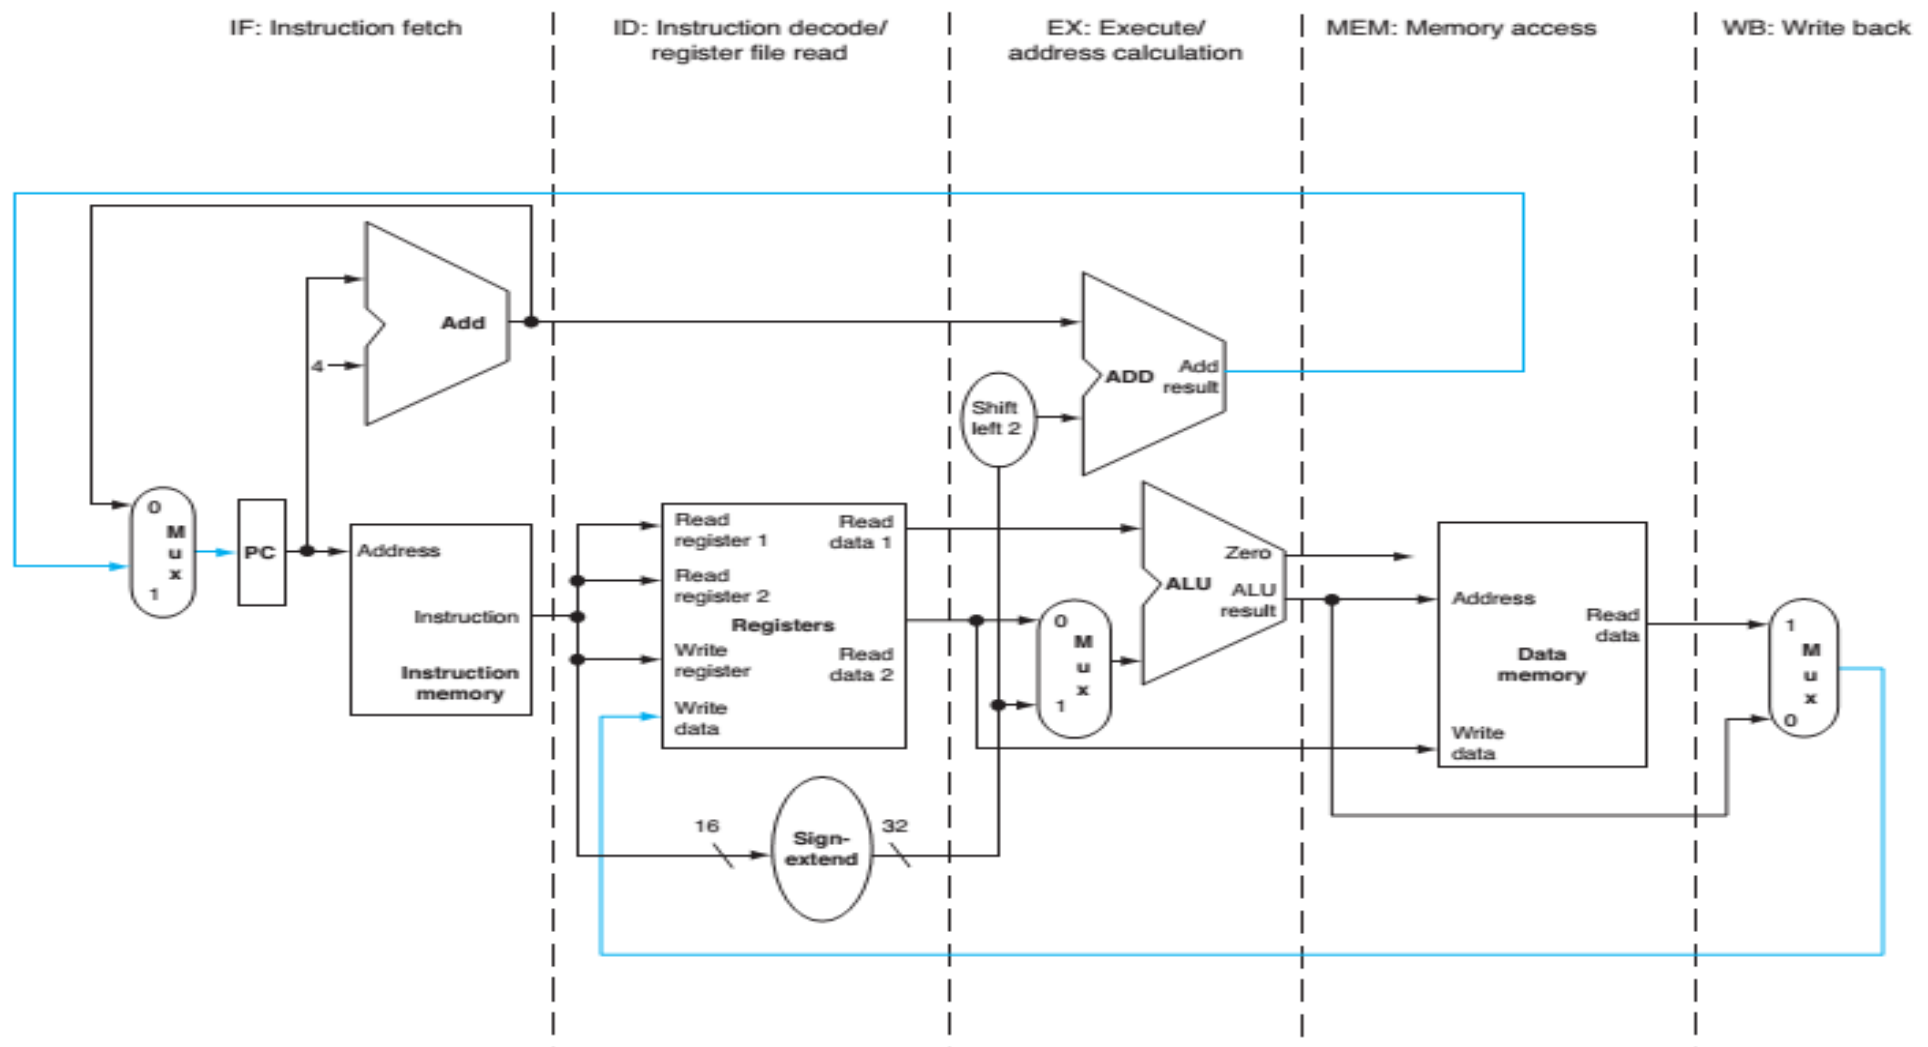 IF: Instruction fetch
ID: Instruction decode/
register file read
EX: Execute/
address calculation
MEM: Memory access
WB: Write back
Add
4
ADD
Add
result
Shift
left 2
0
M
u
x
1
PC
Address
Instruction
Instruction
memory
Read
register 1
Read
register 2
Registers
Write
register
Write
data
Read
data 1
Read
data 2
16
Sign-
extend
32
0
M
u
x
1
Zero
ALU
ALU
result
Address
Read
data
Data
memory
Write
data
1
M
u
x
0